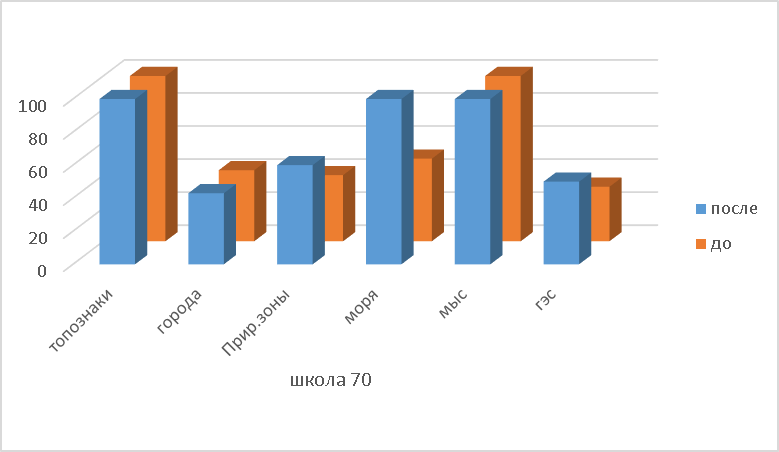 100
80
60
40
20
0
топознаки
города
Прир.зоны
моря
мыс
гэс
школа 70
после
до